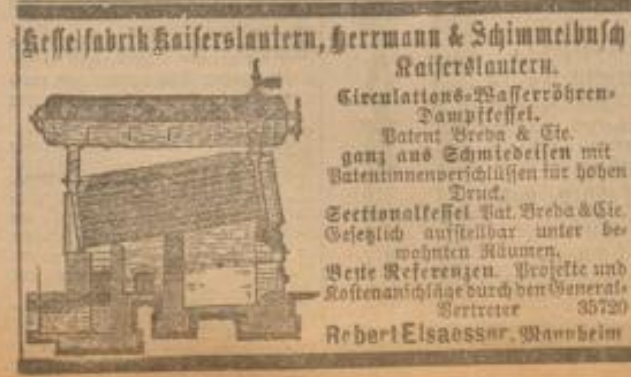 Kesselfabrik Kaiserslautern, Herrmann & Schimmelbusch
Kaiserslautern.
Circulations-Wasserröhren-
Dampfkessel.
Patent Breda & Cie.
ganz aus Schmiedeisen mit
Patentinnenverschlüssen für hohen
Druck.
Sectionalkessel Pat. Breda & Cie.
Gesetzlich aufstellbar unter be-
wohnten Räumen.
Beste Referenzen. Projekte und
Kostenanschläge durch den General-
Vertreter 35720
Robert Elsaesser, Mannheim